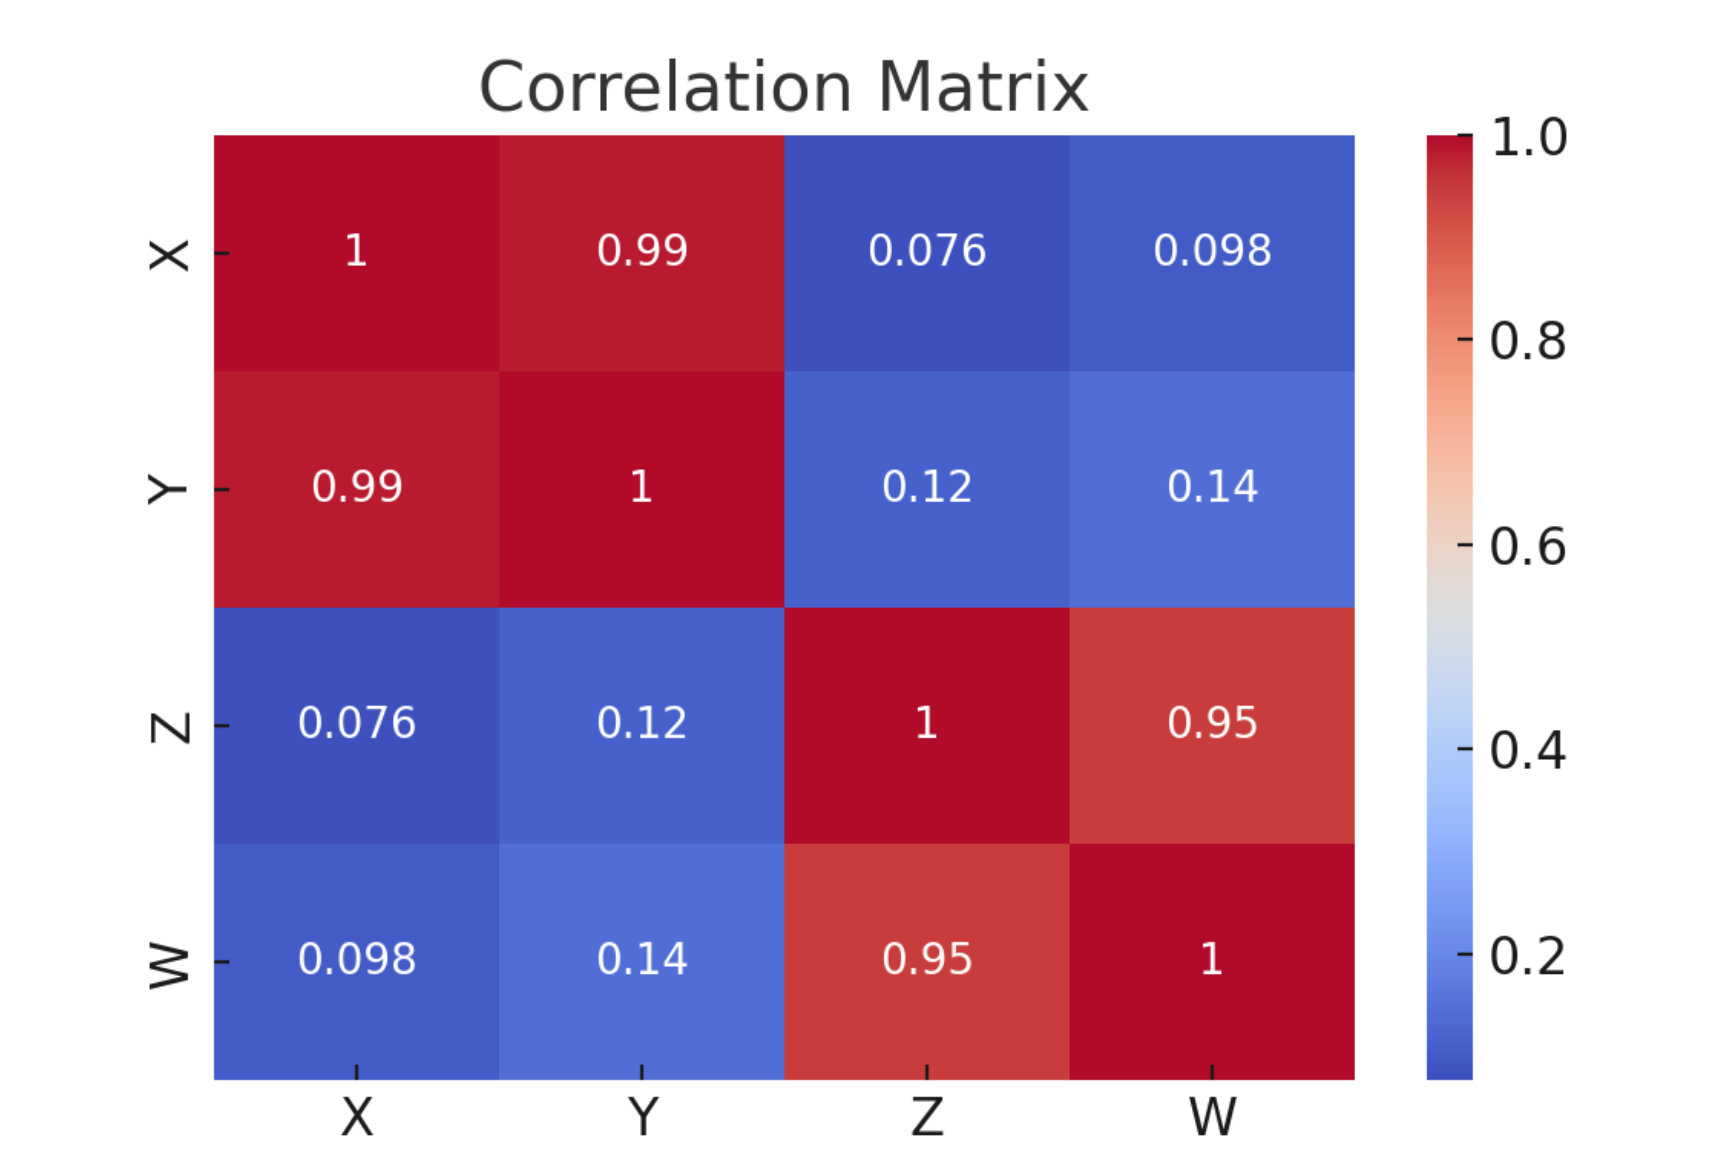 Correlation Matrix
X 1 0.99 0.076 0.098
Y 0.99 1 0.12 0.14
Z 0.076 0.12 1 0.95
W 0.098 0.14 0.95 1
X Y Z W
1.0
0.8
0.6
0.4
0.2